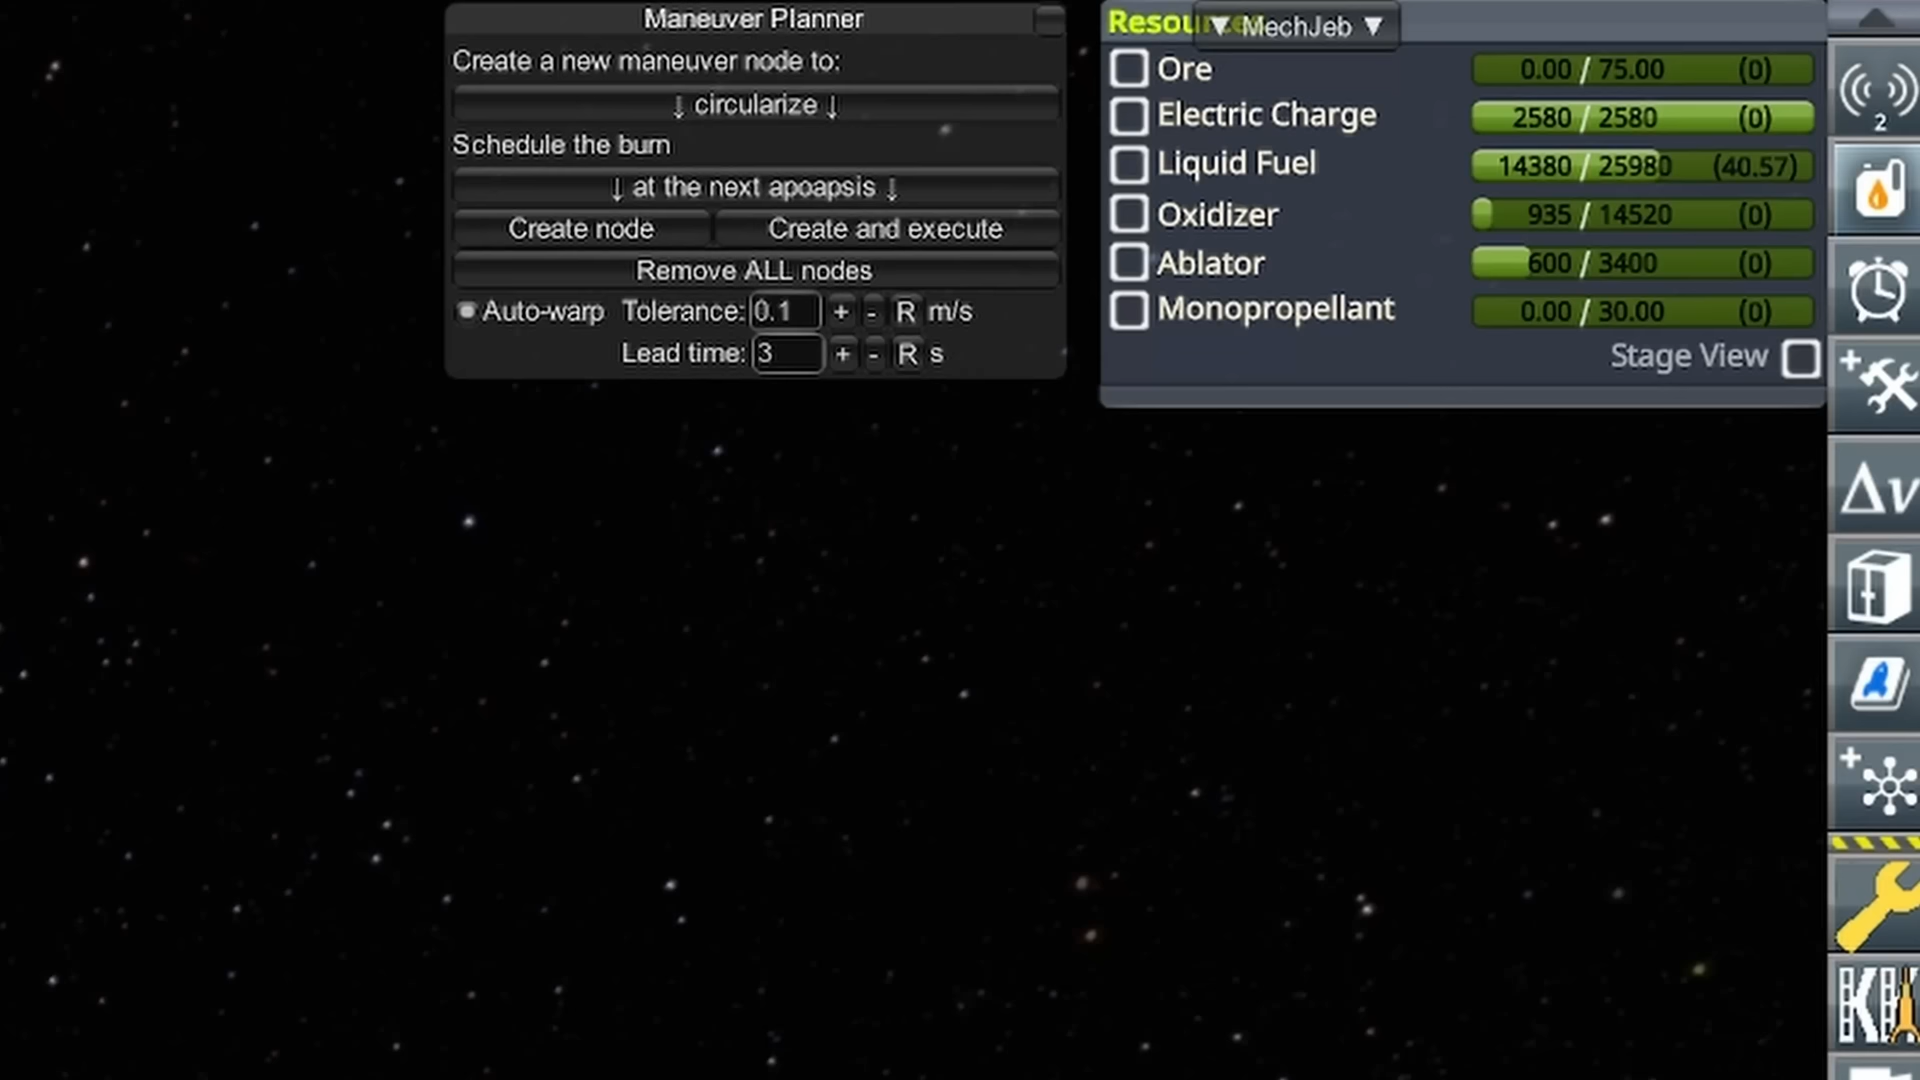 Maneuver Planner
Create a new maneuver node to:
↓ circularize ↓
Schedule the burn
↓ at the next apoapsis ↓
Create node Create and execute
Remove ALL nodes
Auto-warp Tolerance: 0.1 + - R m/s
Lead time: 3 + - R s
▼ MechJeb ▼
Ore 0.00 / 75.00 (0)
Electric Charge 2580 / 2580 (0)
Liquid Fuel 14380 / 25980 (40.57)
Oxidizer 935 / 14520 (0)
Ablator 600 / 3400 (0)
Monopropellant 0.00 / 30.00 (0)
Stage View
2
Δv